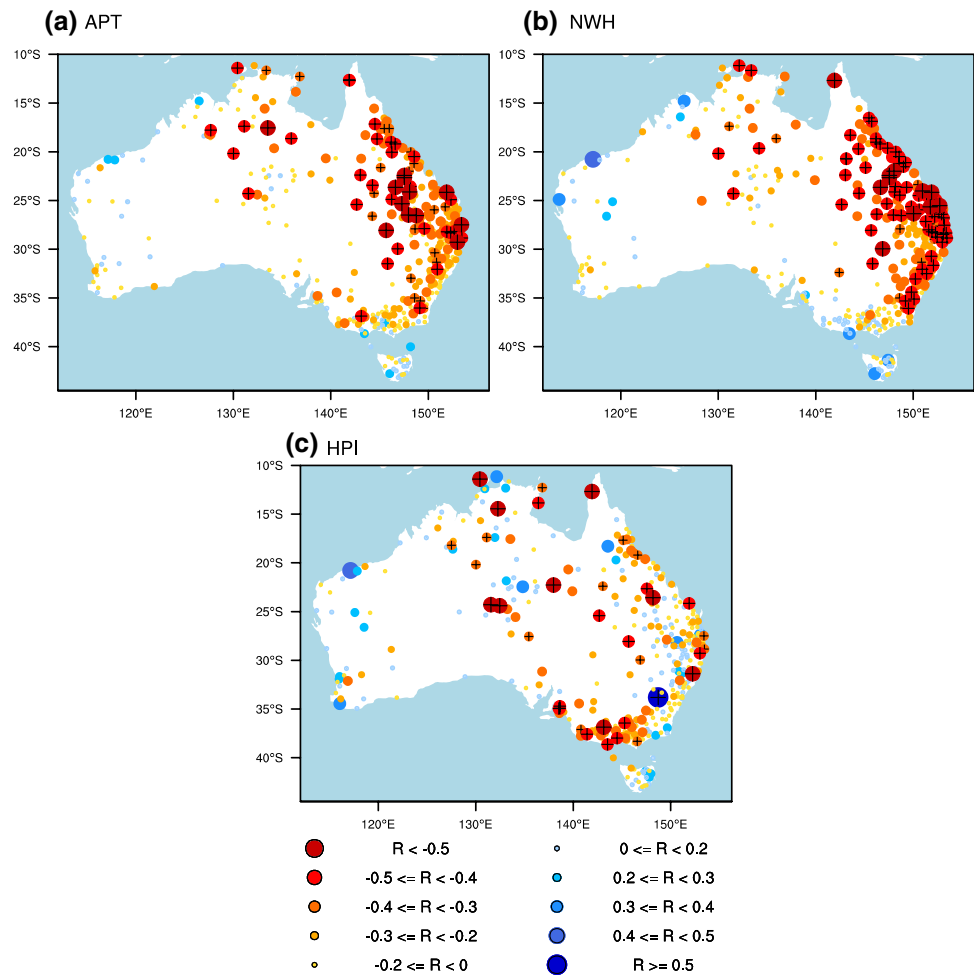 (a) APT
10°S
15°S
20°S
25°S
30°S
35°S
40°S
120°E 130°E 140°E 150°E
(b) NWH
10°S
15°S
20°S
25°S
30°S
35°S
40°S
120°E 130°E 140°E 150°E
(c) HPI
10°S
15°S
20°S
25°S
30°S
35°S
40°S
120°E 130°E 140°E 150°E
R < -0.5
-0.5 <= R < -0.4
-0.4 <= R < -0.3
-0.3 <= R < -0.2
-0.2 <= R < 0
0 <= R < 0.2
0.2 <= R < 0.3
0.3 <= R < 0.4
0.4 <= R < 0.5
R >= 0.5